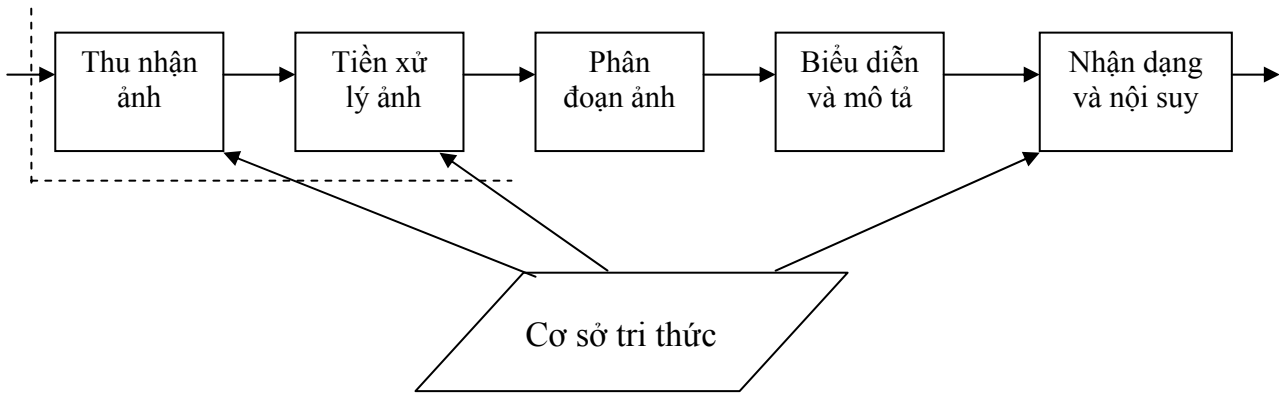 Thu nhận
ảnh
Tiền xử
lý ảnh
Phân
đoạn ảnh
Biểu diễn
và mô tả
Nhận dạng
và nội suy
Cơ sở tri thức